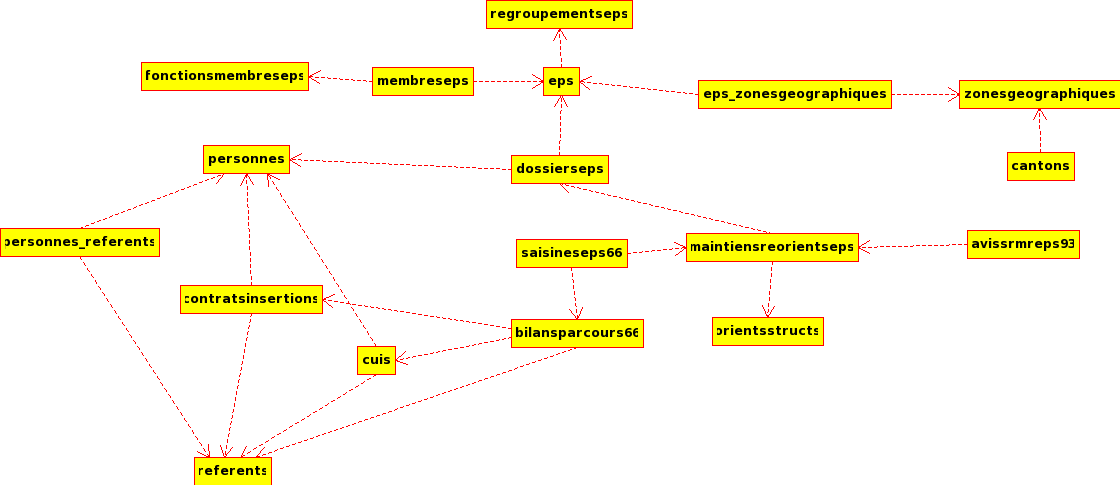 regroupementseps
fonctionsmembreseps
membreseps
eps
eps_zonesgeographiques
zonesgeographiques
personnes
dossierseps
cantons
personnes_referents
saisineseps66
maintiensreorientseps
avissrmreps93
contratsinsertions
bilansparcours66
orientsstructs
cuis
referents